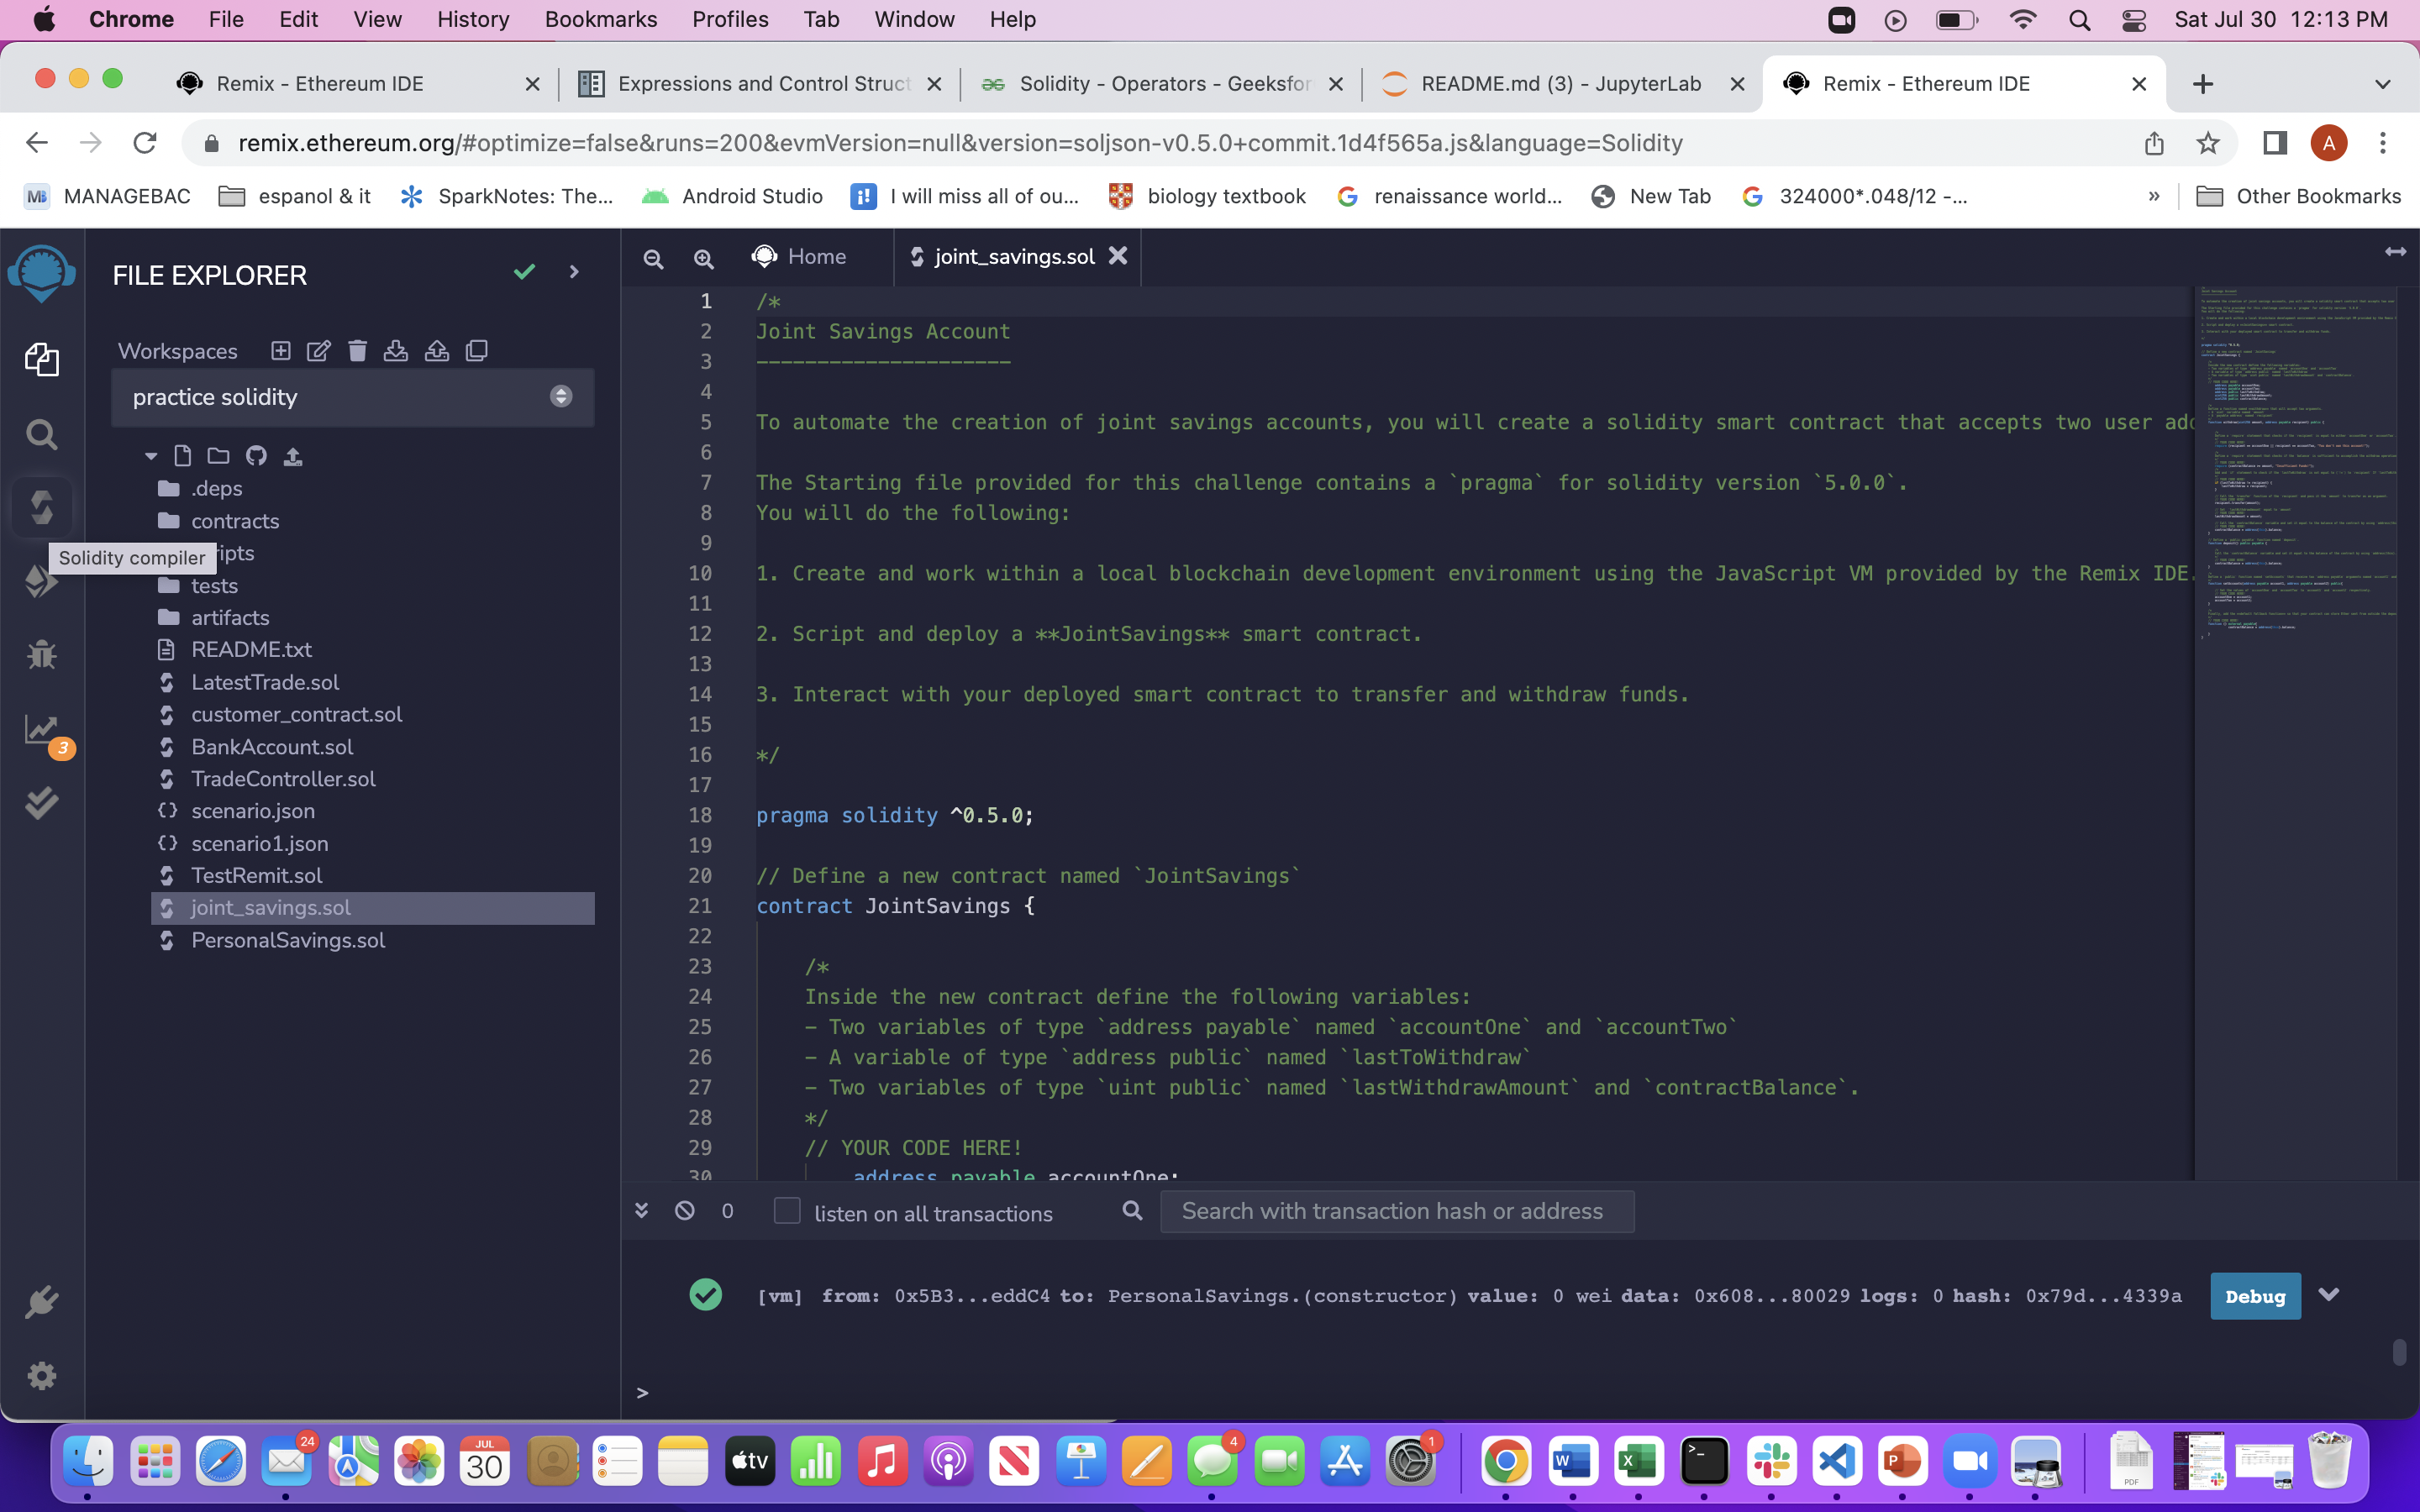 Chrome File Edit View History Bookmarks Profiles Tab Window Help Sat Jul 30 12:13 PM
Remix - Ethereum IDE Expressions and Control Struct Solidity - Operators - Geeksfor README.md (3) - JupyterLab Remix - Ethereum IDE
remix.ethereum.org/#optimize=false&runs=200&evmVersion=null&version=soljson-v0.5.0+commit.1d4f565a.js&language=Solidity A
MB MANAGEBAC espanol & it SparkNotes: The... Android Studio i! I will miss all of ou... biology textbook renaissance world... New Tab 324000*.048/12 -... » Other Bookmarks
FILE EXPLORER
Workspaces
practice solidity
.deps
contracts
ripts
Solidity compiler
tests
artifacts
README.txt
LatestTrade.sol
customer_contract.sol
BankAccount.sol
TradeController.sol
scenario.json
scenario1.json
TestRemit.sol
joint_savings.sol
PersonalSavings.sol
3
Home joint_savings.sol
1 /*
2 Joint Savings Account
3 ---------------------
4
5 To automate the creation of joint savings accounts, you will create a solidity smart contract that accepts two user add
6
7 The Starting file provided for this challenge contains a `pragma` for solidity version `5.0.0`.
8 You will do the following:
9
10 1. Create and work within a local blockchain development environment using the JavaScript VM provided by the Remix IDE.
11
12 2. Script and deploy a **JointSavings** smart contract.
13
14 3. Interact with your deployed smart contract to transfer and withdraw funds.
15
16 */
17
18 pragma solidity ^0.5.0;
19
20 // Define a new contract named `JointSavings`
21 contract JointSavings {
22
23 /*
24 Inside the new contract define the following variables:
25 - Two variables of type `address payable` named `accountOne` and `accountTwo`
26 - A variable of type `address public` named `lastToWithdraw`
27 - Two variables of type `uint public` named `lastWithdrawAmount` and `contractBalance`.
28 */
29 // YOUR CODE HERE!
30 address payable accountOne;
0 listen on all transactions Search with transaction hash or address
[vm] from: 0x5B3...eddC4 to: PersonalSavings.(constructor) value: 0 wei data: 0x608...80029 logs: 0 hash: 0x79d...4339a Debug
>
24 JUL 30 tv 4 1 W X >_ P PDF